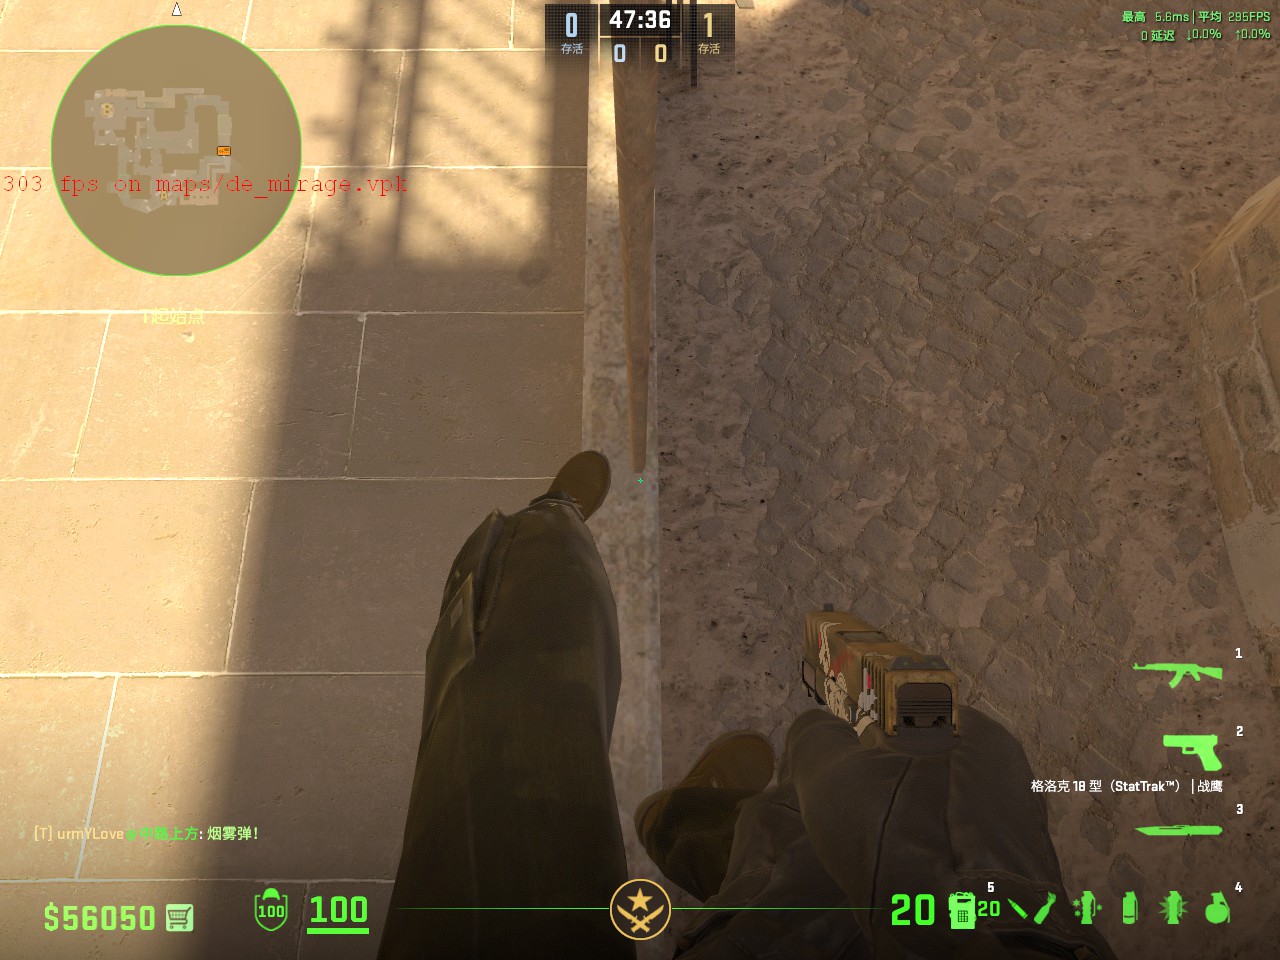 0 47:36 1
存活 0 0 存活
最高 5.6ms | 平均 295FPS
0 延迟 ↓0.0% ↑0.0%
303 fps on maps/de_mirage.vpk
起始点
1
2
格洛克 18 型（StatTrak™） | 战鹰
3
[T] urmYLove 上方: 烟雾弹!
5
4
$56050
100
100
20
20